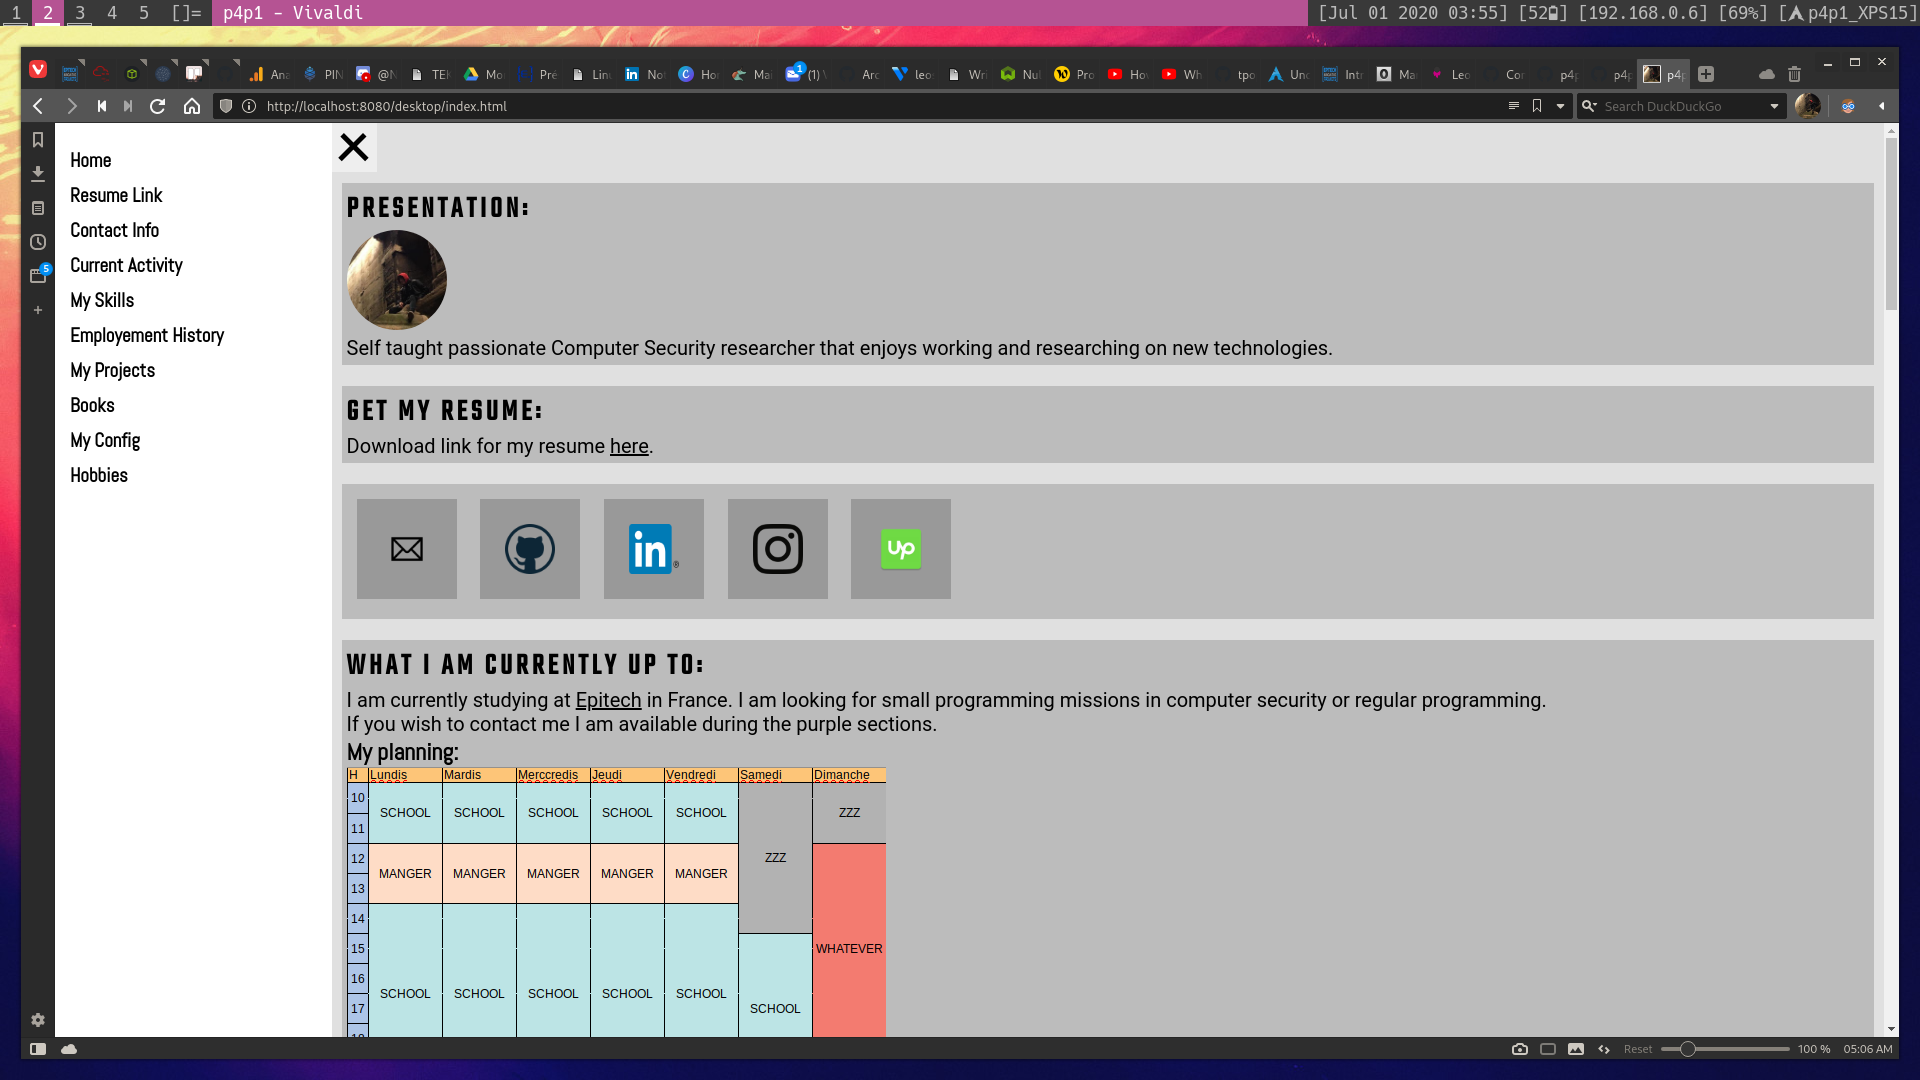 1 2 3 4 5 []= p4p1 - Vivaldi [Jul 01 2020 03:55] [52] [192.168.0.6] [69%] [p4p1_XPS15]
Ana PIN @N TEK Mo Pré Lin No Hor Mai (1) Arc leo Wri Nul Pro Ho Wh tpo Unc Intr Ma Leo Cor p4p p4p p4p
http://localhost:8080/desktop/index.html Search DuckDuckGo
5
Home
Resume Link
Contact Info
Current Activity
My Skills
Employement History
My Projects
Books
My Config
Hobbies
PRESENTATION:
Self taught passionate Computer Security researcher that enjoys working and researching on new technologies.
GET MY RESUME:
Download link for my resume here.
in up
WHAT I AM CURRENTLY UP TO:
I am currently studying at Epitech in France. I am looking for small programming missions in computer security or regular programming.
If you wish to contact me I am available during the purple sections.
My planning:
H Lundis Mardis Merccredis Jeudi Vendredi Samedi Dimanche
10
SCHOOL SCHOOL SCHOOL SCHOOL SCHOOL ZZZ
11
12 ZZZ
MANGER MANGER MANGER MANGER MANGER
13
14
15 WHATEVER
16
SCHOOL SCHOOL SCHOOL SCHOOL SCHOOL
17 SCHOOL
Reset 100 % 05:06 AM